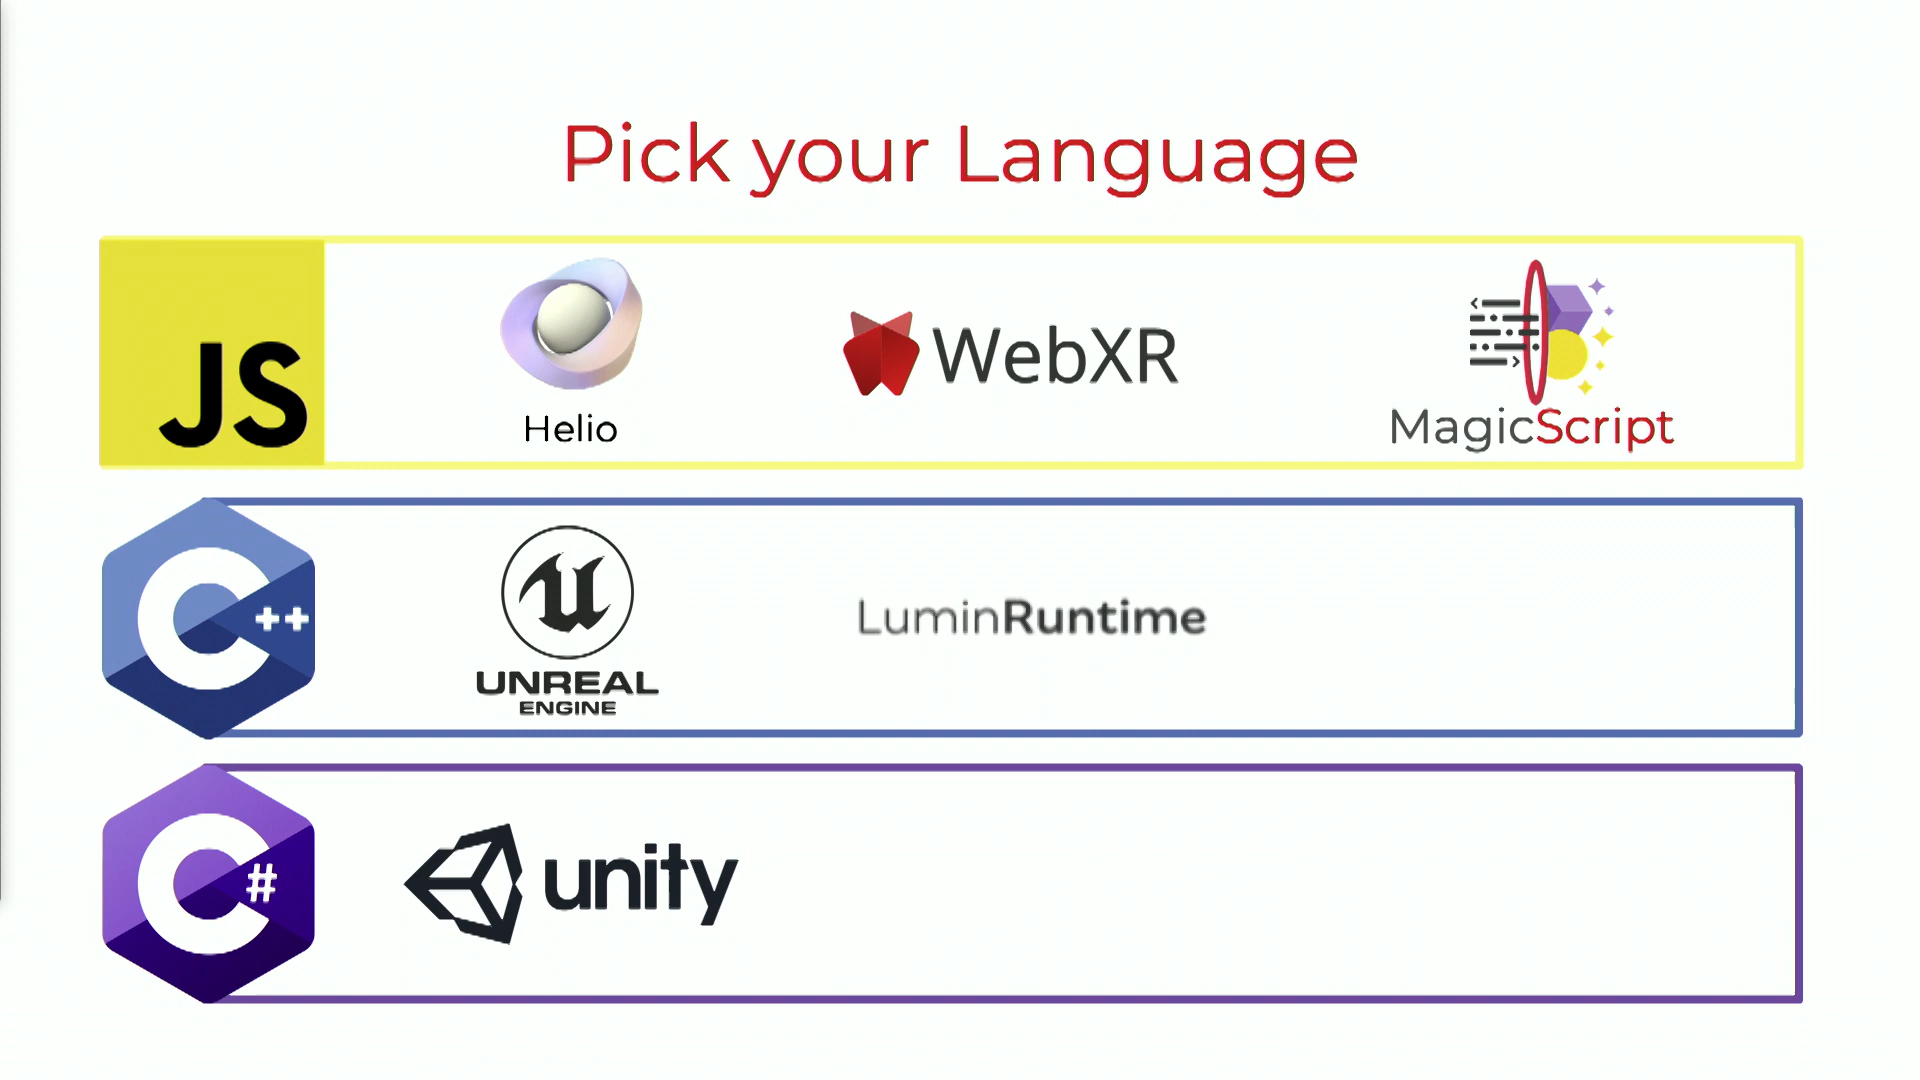 Pick your Language
JS
Helio
WebXR
MagicScript
C++
UNREAL
ENGINE
LuminRuntime
C#
unity